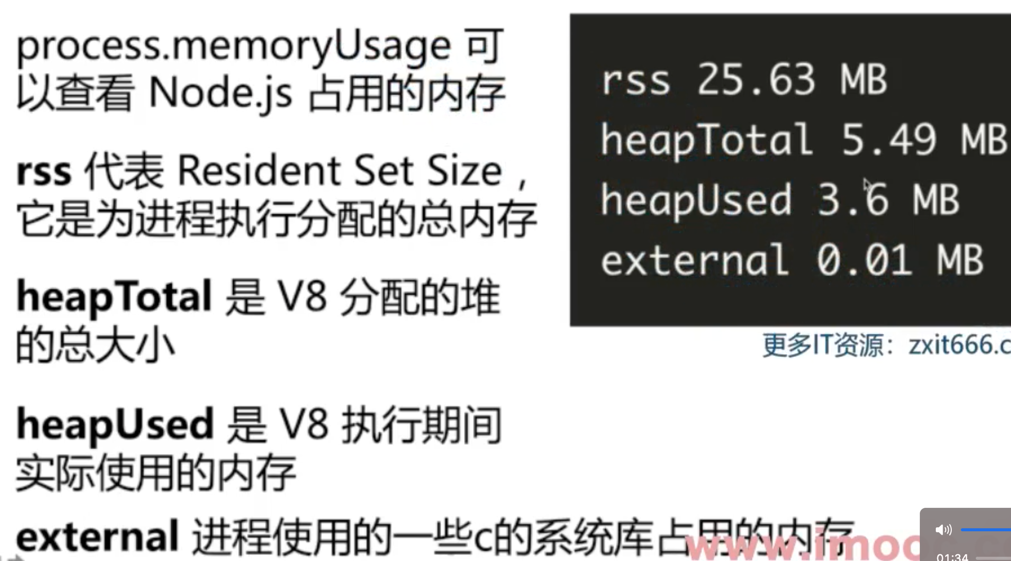 process.memoryUsage 可
以查看 Node.js 占用的内存
rss 代表 Resident Set Size，
它是为进程执行分配的总内存
heapTotal 是 V8 分配的堆
的总大小
heapUsed 是 V8 执行期间
实际使用的内存
external 进程使用的一些c的系统库占用的内存
rss 25.63 MB
heapTotal 5.49 MB
heapUsed 3.6 MB
external 0.01 MB
更多IT资源：zxit666.c
www.imooc
01:34